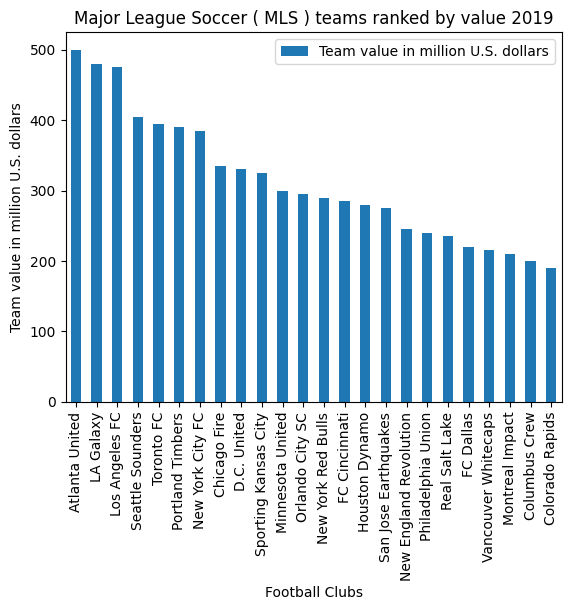 Major League Soccer ( MLS ) teams ranked by value 2019
Team value in million U.S. dollars
Team value in million U.S. dollars
500
400
300
200
100
0
Atlanta United
LA Galaxy
Los Angeles FC
Seattle Sounders
Toronto FC
Portland Timbers
New York City FC
Chicago Fire
D.C. United
Sporting Kansas City
Minnesota United
Orlando City SC
New York Red Bulls
FC Cincinnati
Houston Dynamo
San Jose Earthquakes
New England Revolution
Philadelphia Union
Real Salt Lake
FC Dallas
Vancouver Whitecaps
Montreal Impact
Columbus Crew
Colorado Rapids
Football Clubs